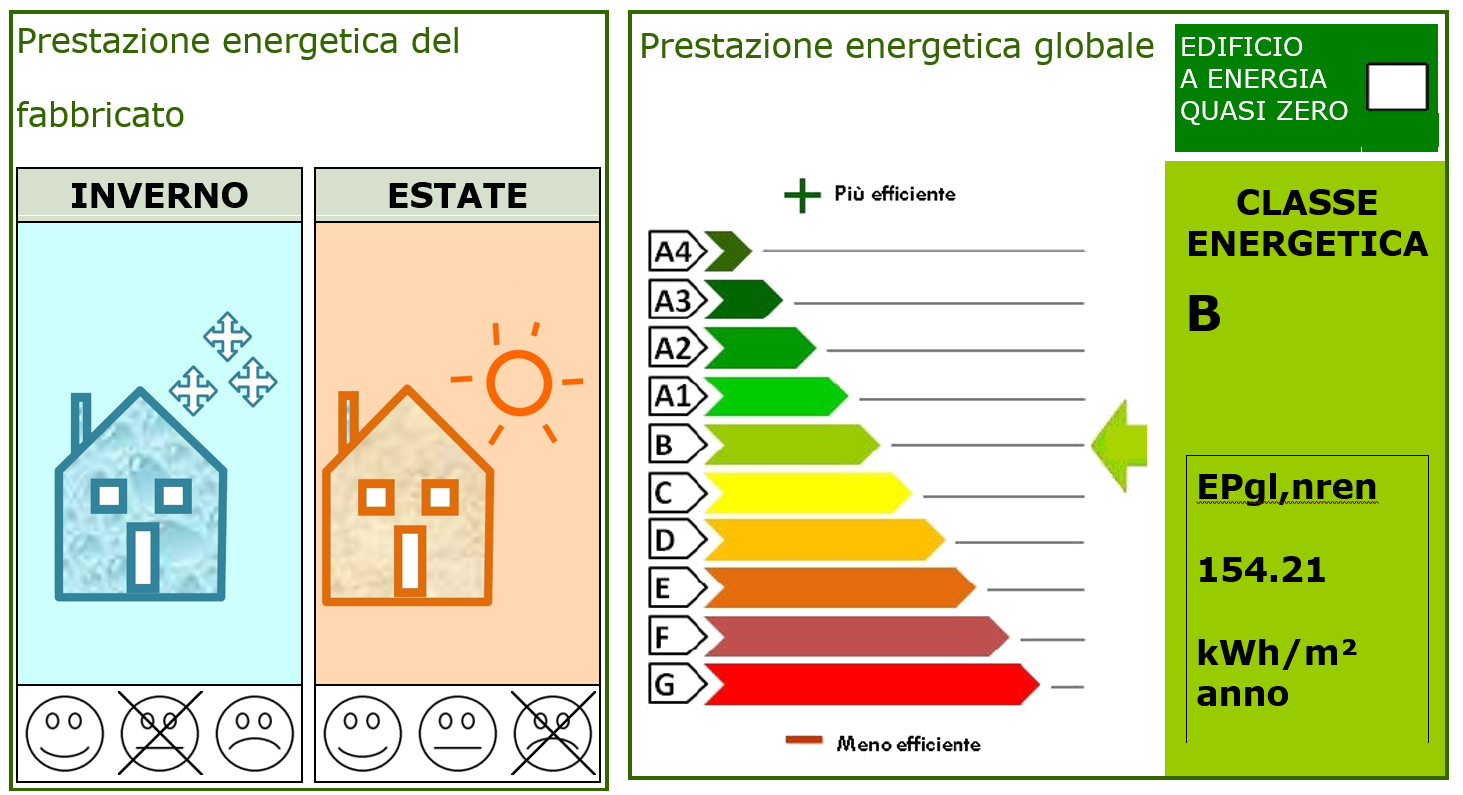 Prestazione energetica del
fabbricato
INVERNO
ESTATE
Prestazione energetica globale
EDIFICIO
A ENERGIA
QUASI ZERO
Più efficiente
A4
A3
A2
A1
B
C
D
E
F
G
Meno efficiente
CLASSE
ENERGETICA
B
EPgl,nren
154.21
kWh/m²
anno